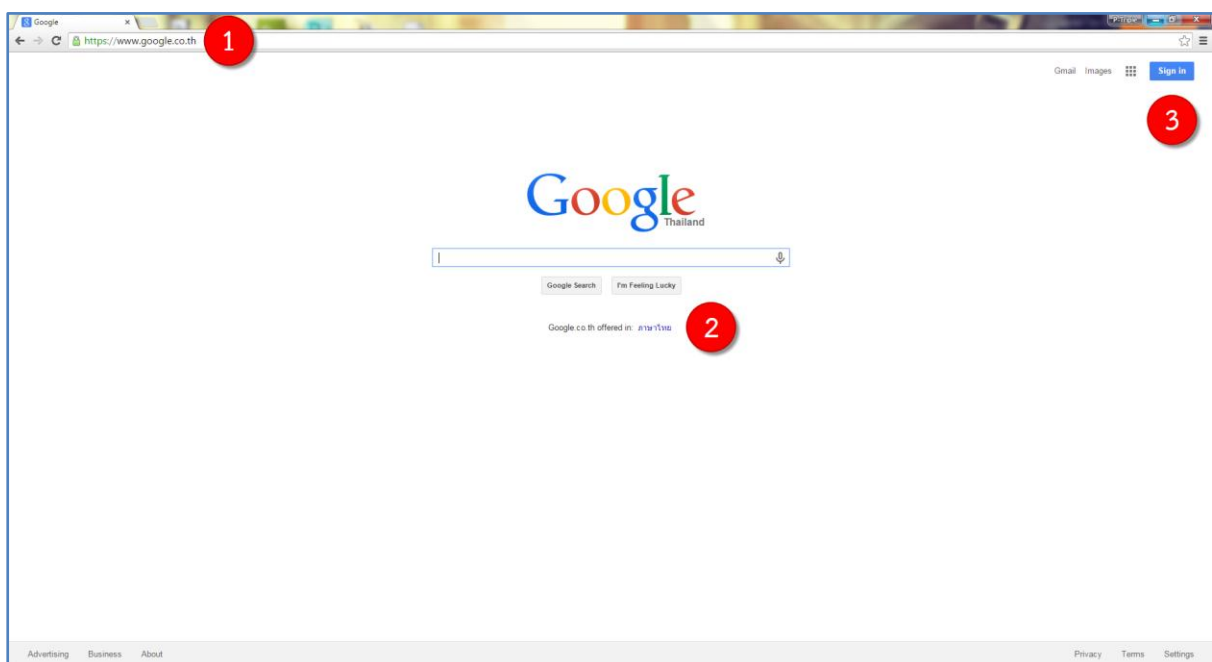 Google
https://www.google.co.th
1
Gmail Images Sign in
3
Google
Thailand
Google Search I'm Feeling Lucky
Google.co.th offered in: ภาษาไทย
2
Advertising Business About Privacy Terms Settings